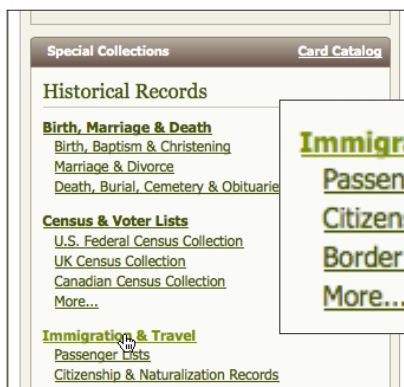 Special Collections Card Catalog
Historical Records
Birth, Marriage & Death
Birth, Baptism & Christening
Marriage & Divorce
Death, Burial, Cemetery & Obituarie
Census & Voter Lists
U.S. Federal Census Collection
UK Census Collection
Canadian Census Collection
More...
Immigration & Travel
Passenger Lists
Citizenship & Naturalization Records
Immigra
Passen
Citizens
Border
More...